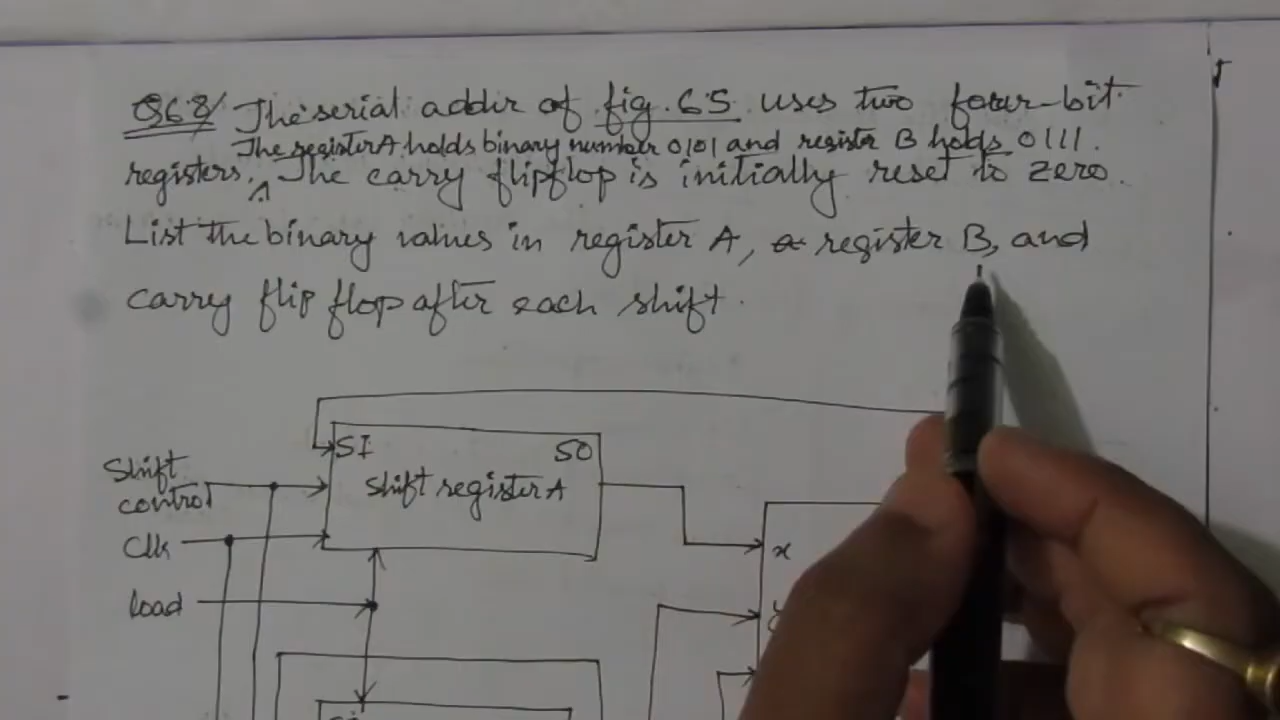 Q6.8/ The serial adder of fig. 6.5 uses two four-bit
The register A holds binary number 0101 and register B holds 0111.
registers. The carry flipflop is initially reset to zero.
List the binary values in register A, register B, and
carry flip flop after each shift.
SI
SO
Shift register A
Shift
control
Clk
load
x
y